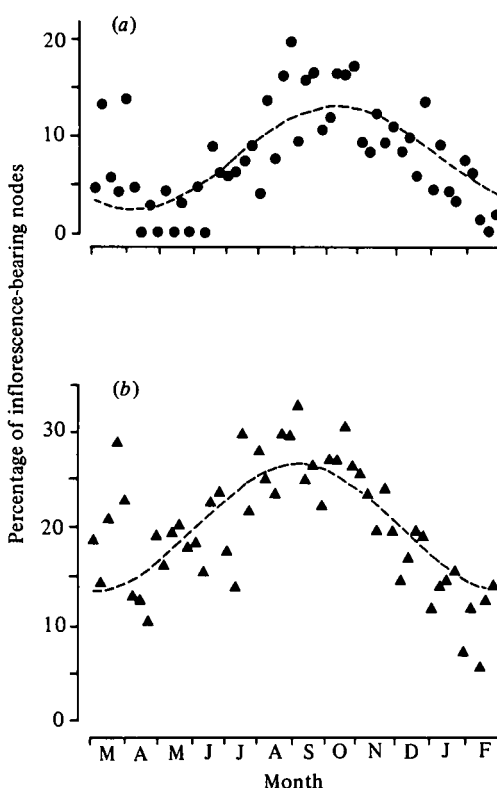 Percentage of inflorescence-bearing nodes
(a)
20
10
0
(b)
30
20
10
0
M A M J J A S O N D J F
Month